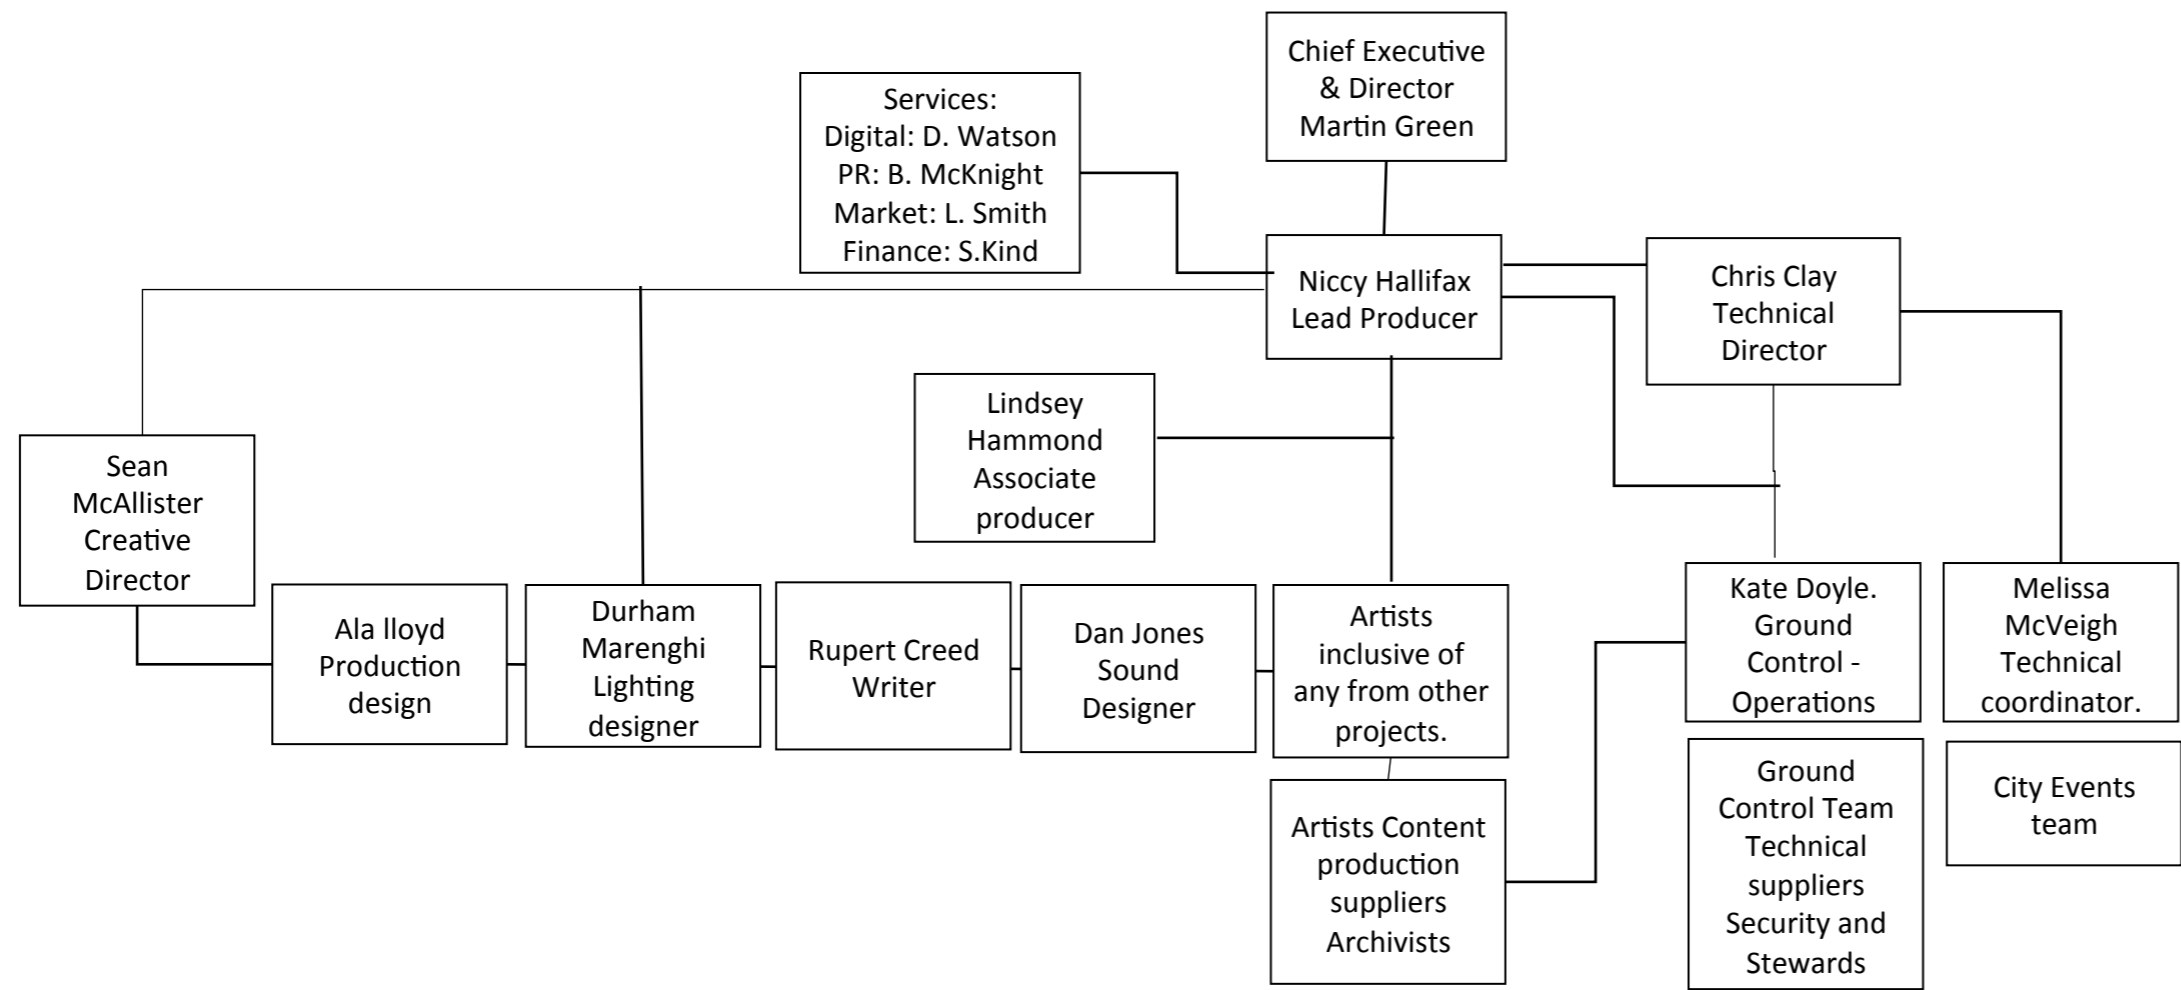 Chief Executive
& Director
Martin Green
Services:
Digital: D. Watson
PR: B. McKnight
Market: L. Smith
Finance: S.Kind
Niccy Hallifax
Lead Producer
Chris Clay
Technical
Director
Lindsey
Hammond
Associate
producer
Sean
McAllister
Creative
Director
Ala lloyd
Production
design
Durham
Marenghi
Lighting
designer
Rupert Creed
Writer
Dan Jones
Sound
Designer
Artists
inclusive of
any from other
projects.
Kate Doyle.
Ground
Control -
Operations
Melissa
McVeigh
Technical
coordinator.
Artists Content
production
suppliers
Archivists
Ground
Control Team
Technical
suppliers
Security and
Stewards
City Events
team